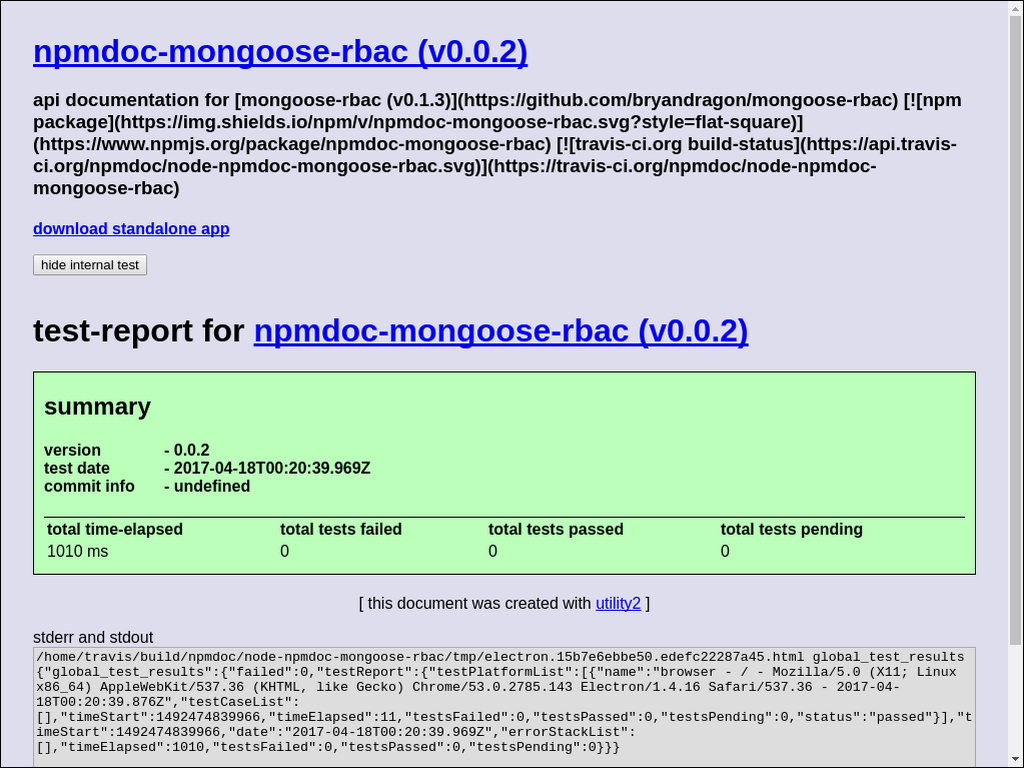 npmdoc-mongoose-rbac (v0.0.2)
api documentation for [mongoose-rbac (v0.1.3)](https://github.com/bryandragon/mongoose-rbac) [![npm
package](https://img.shields.io/npm/v/npmdoc-mongoose-rbac.svg?style=flat-square)]
(https://www.npmjs.org/package/npmdoc-mongoose-rbac) [![travis-ci.org build-status](https://api.travis-
ci.org/npmdoc/node-npmdoc-mongoose-rbac.svg)](https://travis-ci.org/npmdoc/node-npmdoc-
mongoose-rbac)
download standalone app
hide internal test
test-report for npmdoc-mongoose-rbac (v0.0.2)
summary
version - 0.0.2
test date - 2017-04-18T00:20:39.969Z
commit info - undefined
total time-elapsed total tests failed total tests passed total tests pending
1010 ms 0 0 0
[ this document was created with utility2 ]
stderr and stdout
/home/travis/build/npmdoc/node-npmdoc-mongoose-rbac/tmp/electron.15b7e6ebbe50.edefc22287a45.html global_test_results
{"global_test_results":{"failed":0,"testReport":{"testPlatformList":[{"name":"browser - / - Mozilla/5.0 (X11; Linux
x86_64) AppleWebKit/537.36 (KHTML, like Gecko) Chrome/53.0.2785.143 Electron/1.4.16 Safari/537.36 - 2017-04-
18T00:20:39.876Z","testCaseList":
[],"timeStart":1492474839966,"timeElapsed":11,"testsFailed":0,"testsPassed":0,"testsPending":0,"status":"passed"}],"t
imeStart":1492474839966,"date":"2017-04-18T00:20:39.969Z","errorStackList":
[],"timeElapsed":1010,"testsFailed":0,"testsPassed":0,"testsPending":0}}}